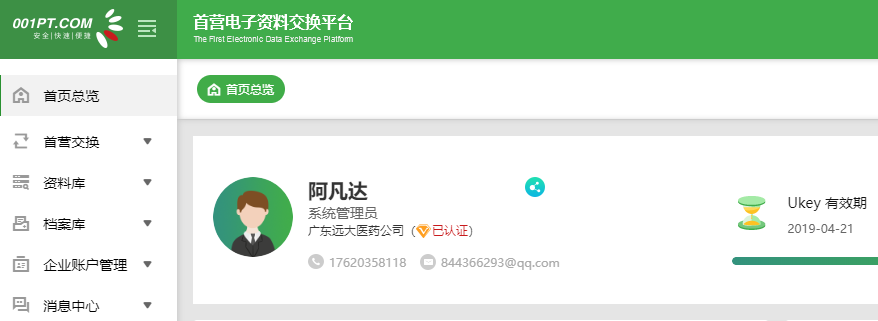 001PT.COM
安全|快速|便捷
首营电子资料交换平台
The First Electronic Data Exchange Platform
首页总览
首页总览
首营交换
资料库
档案库
企业账户管理
消息中心
阿凡达
系统管理员
广东远大医药公司（已认证）
17620358118 844366293@qq.com
Ukey 有效期
2019-04-21